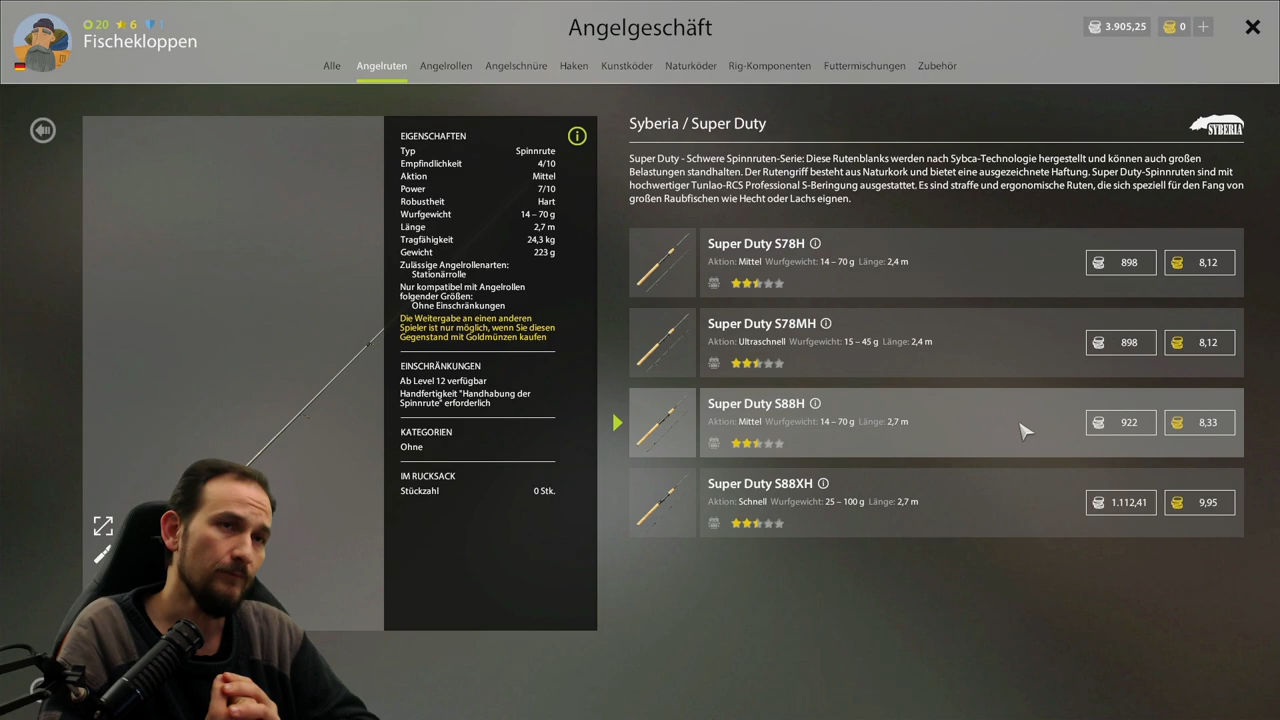 20 6 1
Fischekloppen
Angelgeschäft
3.905,25 0 +
Alle Angelruten Angelrollen Angelschnüre Haken Kunstköder Naturköder Rig-Komponenten Futtermischungen Zubehör
EIGENSCHAFTEN
Typ Spinnrute
Empfindlichkeit 4/10
Aktion Mittel
Power 7/10
Robustheit Hart
Wurfgewicht 14 – 70 g
Länge 2,7 m
Tragfähigkeit 24,3 kg
Gewicht 223 g
Zulässige Angelrollenarten:
Stationärrolle
Nur kompatibel mit Angelrollen
folgender Größen:
Ohne Einschränkungen
Die Weitergabe an einen anderen
Spieler ist nur möglich, wenn Sie diesen
Gegenstand mit Goldmünzen kaufen
EINSCHRÄNKUNGEN
Ab Level 12 verfügbar
Handfertigkeit "Handhabung der
Spinnrute" erforderlich
KATEGORIEN
Ohne
IM RUCKSACK
Stückzahl 0 Stk.
Syberia / Super Duty
SYBERIA
Super Duty - Schwere Spinnruten-Serie: Diese Rutenblanks werden nach Sybca-Technologie hergestellt und können auch großen
Belastungen standhalten. Der Rutengriff besteht aus Naturkork und bietet eine ausgezeichnete Haftung. Super Duty-Spinnruten sind mit
hochwertiger Tunlao-RCS Professional S-Beringung ausgestattet. Es sind straffe und ergonomische Ruten, die sich speziell für den Fang von
großen Raubfischen wie Hecht oder Lachs eignen.
Super Duty S78H
Aktion: Mittel Wurfgewicht: 14 – 70 g Länge: 2,4 m
898 8,12
Super Duty S78MH
Aktion: Ultraschnell Wurfgewicht: 15 – 45 g Länge: 2,4 m
898 8,12
Super Duty S88H
Aktion: Mittel Wurfgewicht: 14 – 70 g Länge: 2,7 m
922 8,33
Super Duty S88XH
Aktion: Schnell Wurfgewicht: 25 – 100 g Länge: 2,7 m
1.112,41 9,95